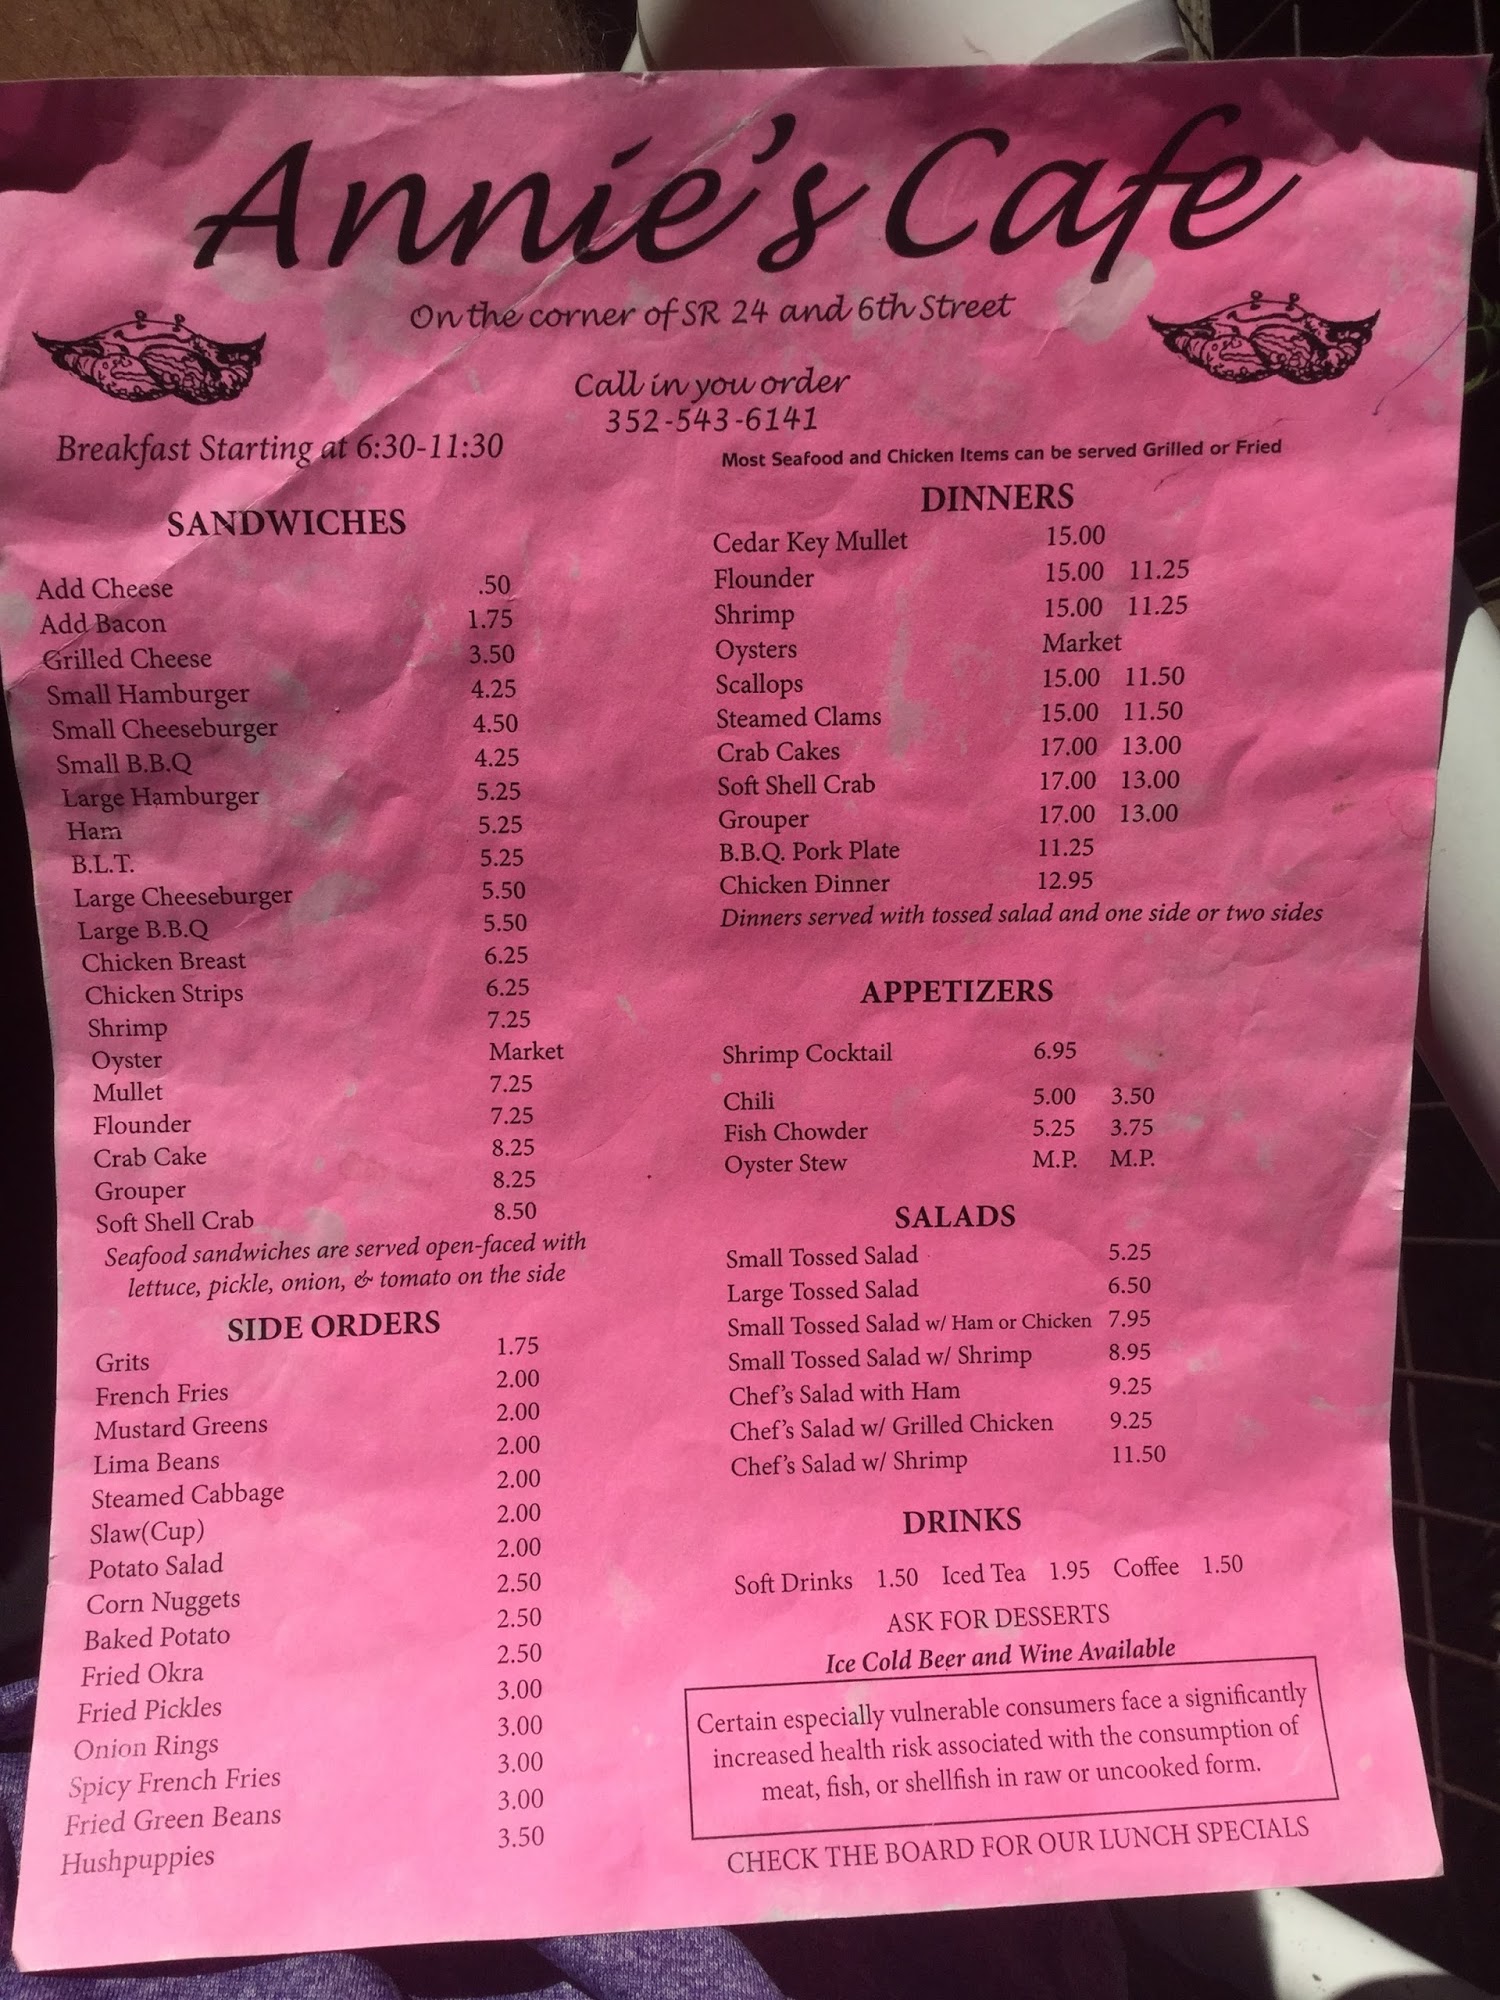 Annie's Cafe
On the corner of SR 24 and 6th Street
Call in you order
352-543-6141
Breakfast Starting at 6:30-11:30
SANDWICHES
Add Cheese .50
Add Bacon 1.75
Grilled Cheese 3.50
Small Hamburger 4.25
Small Cheeseburger 4.50
Small B.B.Q 4.25
Large Hamburger 5.25
Ham 5.25
B.L.T. 5.25
Large Cheeseburger 5.50
Large B.B.Q 5.50
Chicken Breast 6.25
Chicken Strips 6.25
Shrimp 7.25
Oyster Market
Mullet 7.25
Flounder 7.25
Crab Cake 8.25
Grouper 8.25
Soft Shell Crab 8.50
Seafood sandwiches are served open-faced with
lettuce, pickle, onion, & tomato on the side
SIDE ORDERS
Grits 1.75
French Fries 2.00
Mustard Greens 2.00
Lima Beans 2.00
Steamed Cabbage 2.00
Slaw(Cup) 2.00
Potato Salad 2.00
Corn Nuggets 2.50
Baked Potato 2.50
Fried Okra 2.50
Fried Pickles 3.00
Onion Rings 3.00
Spicy French Fries 3.00
Fried Green Beans 3.00
Hushpuppies 3.50
Most Seafood and Chicken Items can be served Grilled or Fried
DINNERS
Cedar Key Mullet 15.00
Flounder 15.00 11.25
Shrimp 15.00 11.25
Oysters Market
Scallops 15.00 11.50
Steamed Clams 15.00 11.50
Crab Cakes 17.00 13.00
Soft Shell Crab 17.00 13.00
Grouper 17.00 13.00
B.B.Q. Pork Plate 11.25
Chicken Dinner 12.95
Dinners served with tossed salad and one side or two sides
APPETIZERS
Shrimp Cocktail 6.95
Chili 5.00 3.50
Fish Chowder 5.25 3.75
Oyster Stew M.P. M.P.
SALADS
Small Tossed Salad 5.25
Large Tossed Salad 6.50
Small Tossed Salad w/ Ham or Chicken 7.95
Small Tossed Salad w/ Shrimp 8.95
Chef's Salad with Ham 9.25
Chef's Salad w/ Grilled Chicken 9.25
Chef's Salad w/ Shrimp 11.50
DRINKS
Soft Drinks 1.50 Iced Tea 1.95 Coffee 1.50
ASK FOR DESSERTS
Ice Cold Beer and Wine Available
Certain especially vulnerable consumers face a significantly
increased health risk associated with the consumption of
meat, fish, or shellfish in raw or uncooked form.
CHECK THE BOARD FOR OUR LUNCH SPECIALS